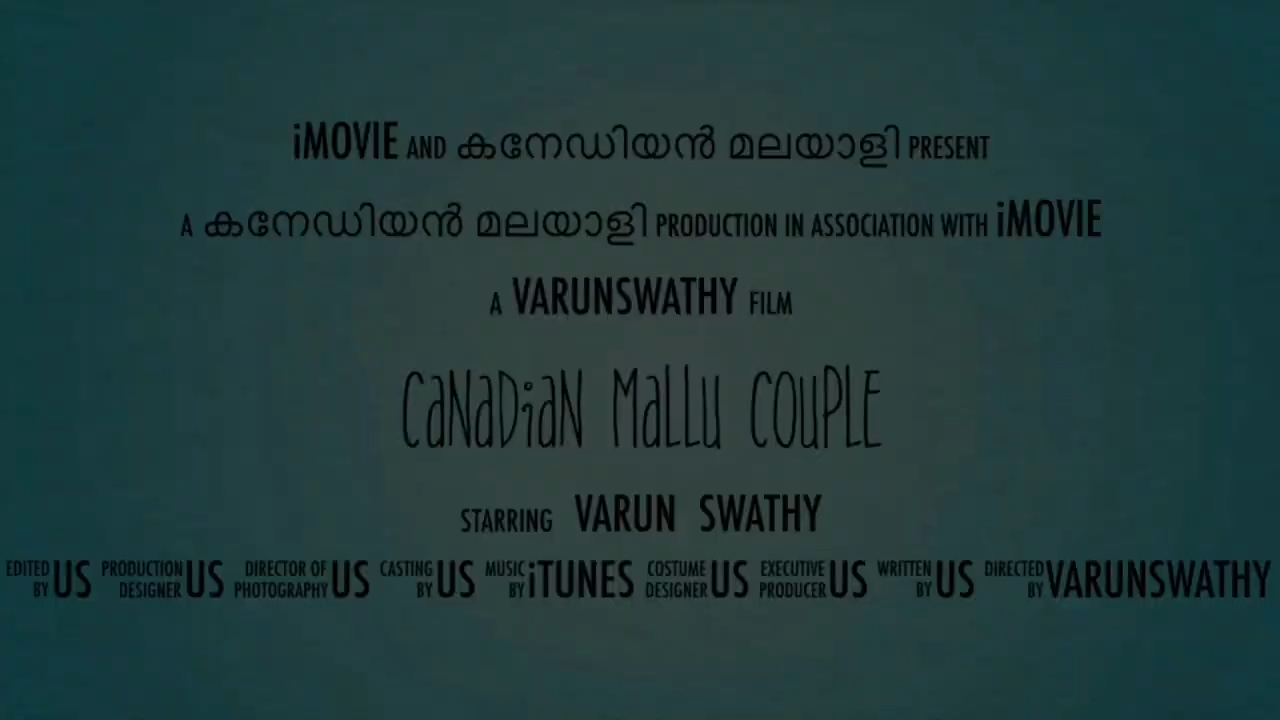 iMOVIE AND കനേഡിയൻ മലയാളി PRESENT
A കനേഡിയൻ മലയാളി PRODUCTION IN ASSOCIATION WITH iMOVIE
A VARUNSWATHY FILM
CaNaDiaN MaLLu COuPLE
STARRING VARUN SWATHY
EDITED BY US PRODUCTION DESIGNER US DIRECTOR OF PHOTOGRAPHY US CASTING BY US MUSIC BY iTUNES COSTUME DESIGNER US EXECUTIVE PRODUCER US WRITTEN BY US DIRECTED BY VARUNSWATHY